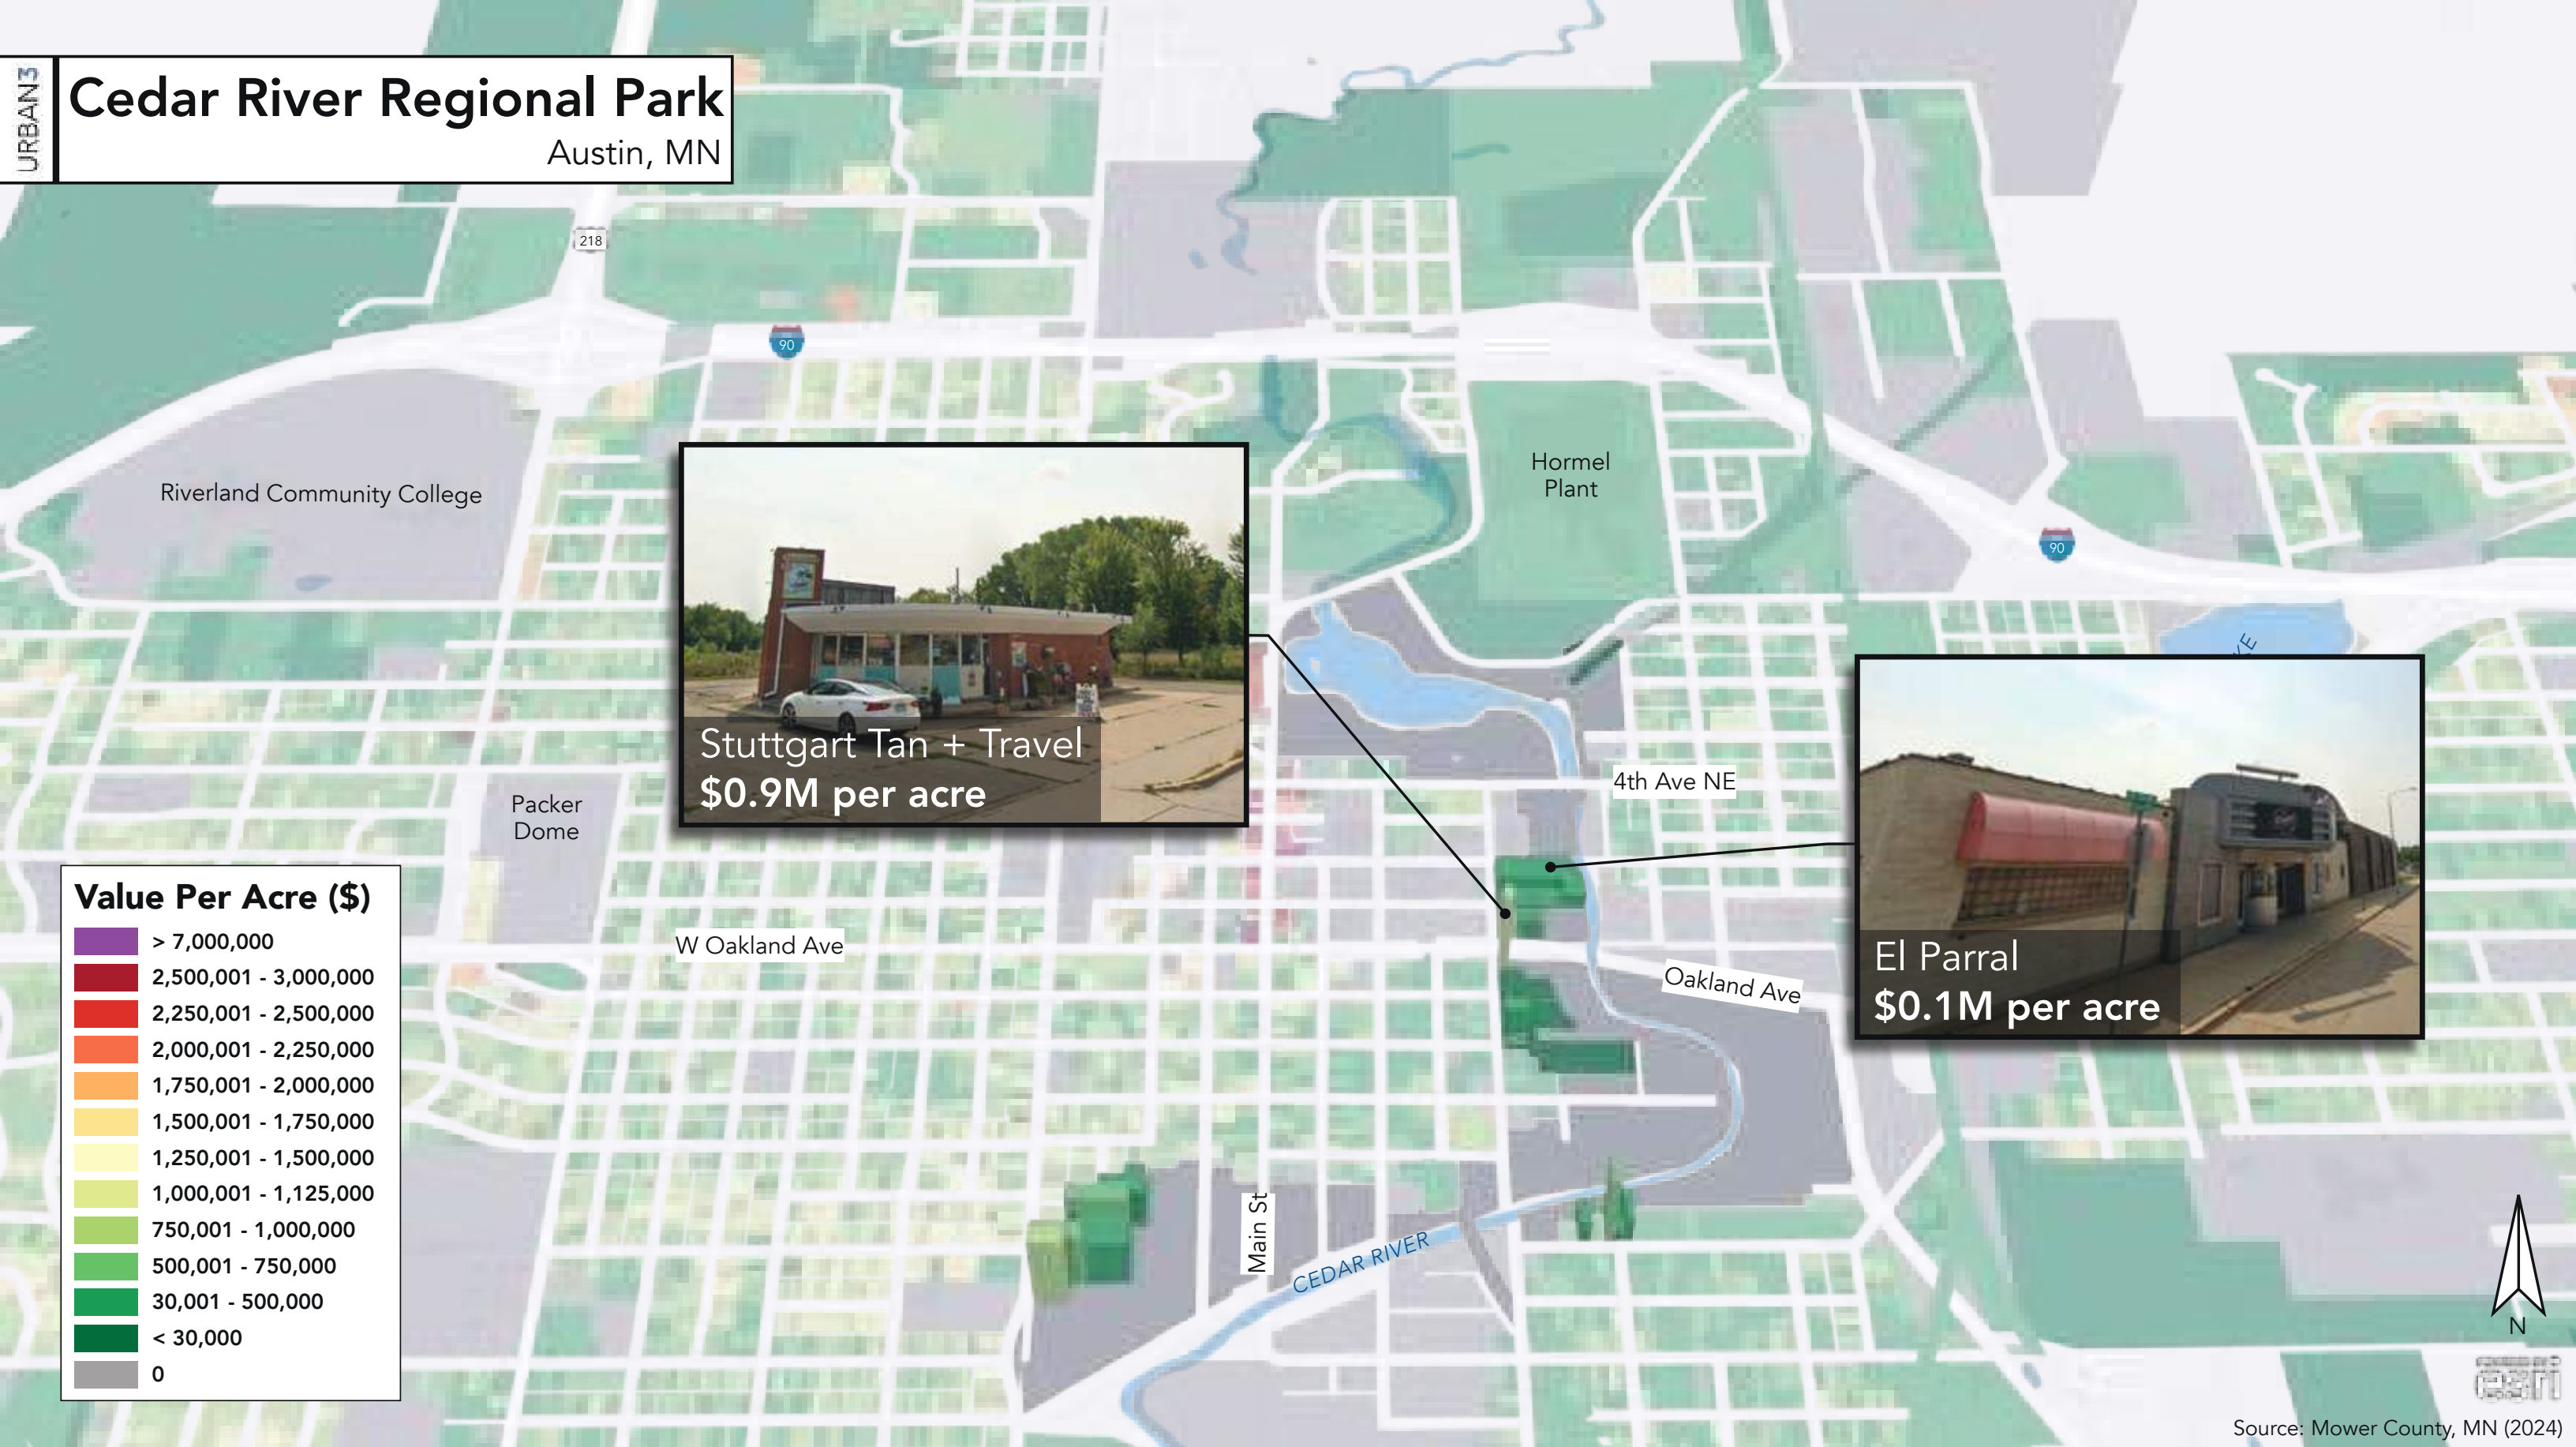 URBAN3
Cedar River Regional Park
Austin, MN
218
90
Riverland Community College
Hormel
Plant
90
KE
Stuttgart Tan + Travel
$0.9M per acre
4th Ave NE
Packer
Dome
El Parral
$0.1M per acre
W Oakland Ave
Oakland Ave
Value Per Acre ($)
> 7,000,000
2,500,001 - 3,000,000
2,250,001 - 2,500,000
2,000,001 - 2,250,000
1,750,001 - 2,000,000
1,500,001 - 1,750,000
1,250,001 - 1,500,000
1,000,001 - 1,125,000
750,001 - 1,000,000
500,001 - 750,000
30,001 - 500,000
< 30,000
0
Main St
CEDAR RIVER
N
esri
Source: Mower County, MN (2024)